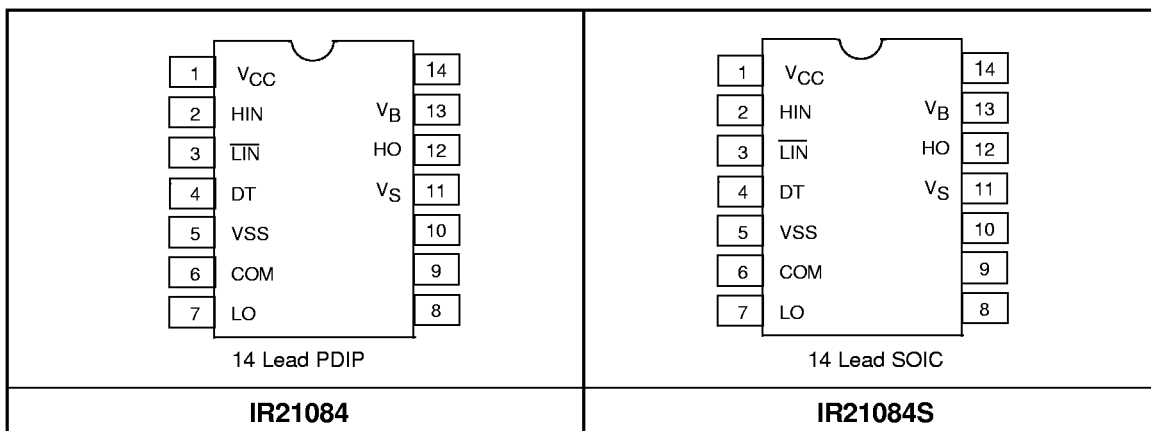 1 VCC 14
2 HIN VB 13
3 LIN HO 12
4 DT VS 11
5 VSS 10
6 COM 9
7 LO 8
14 Lead PDIP
IR21084
1 VCC 14
2 HIN VB 13
3 LIN HO 12
4 DT VS 11
5 VSS 10
6 COM 9
7 LO 8
14 Lead SOIC
IR21084S